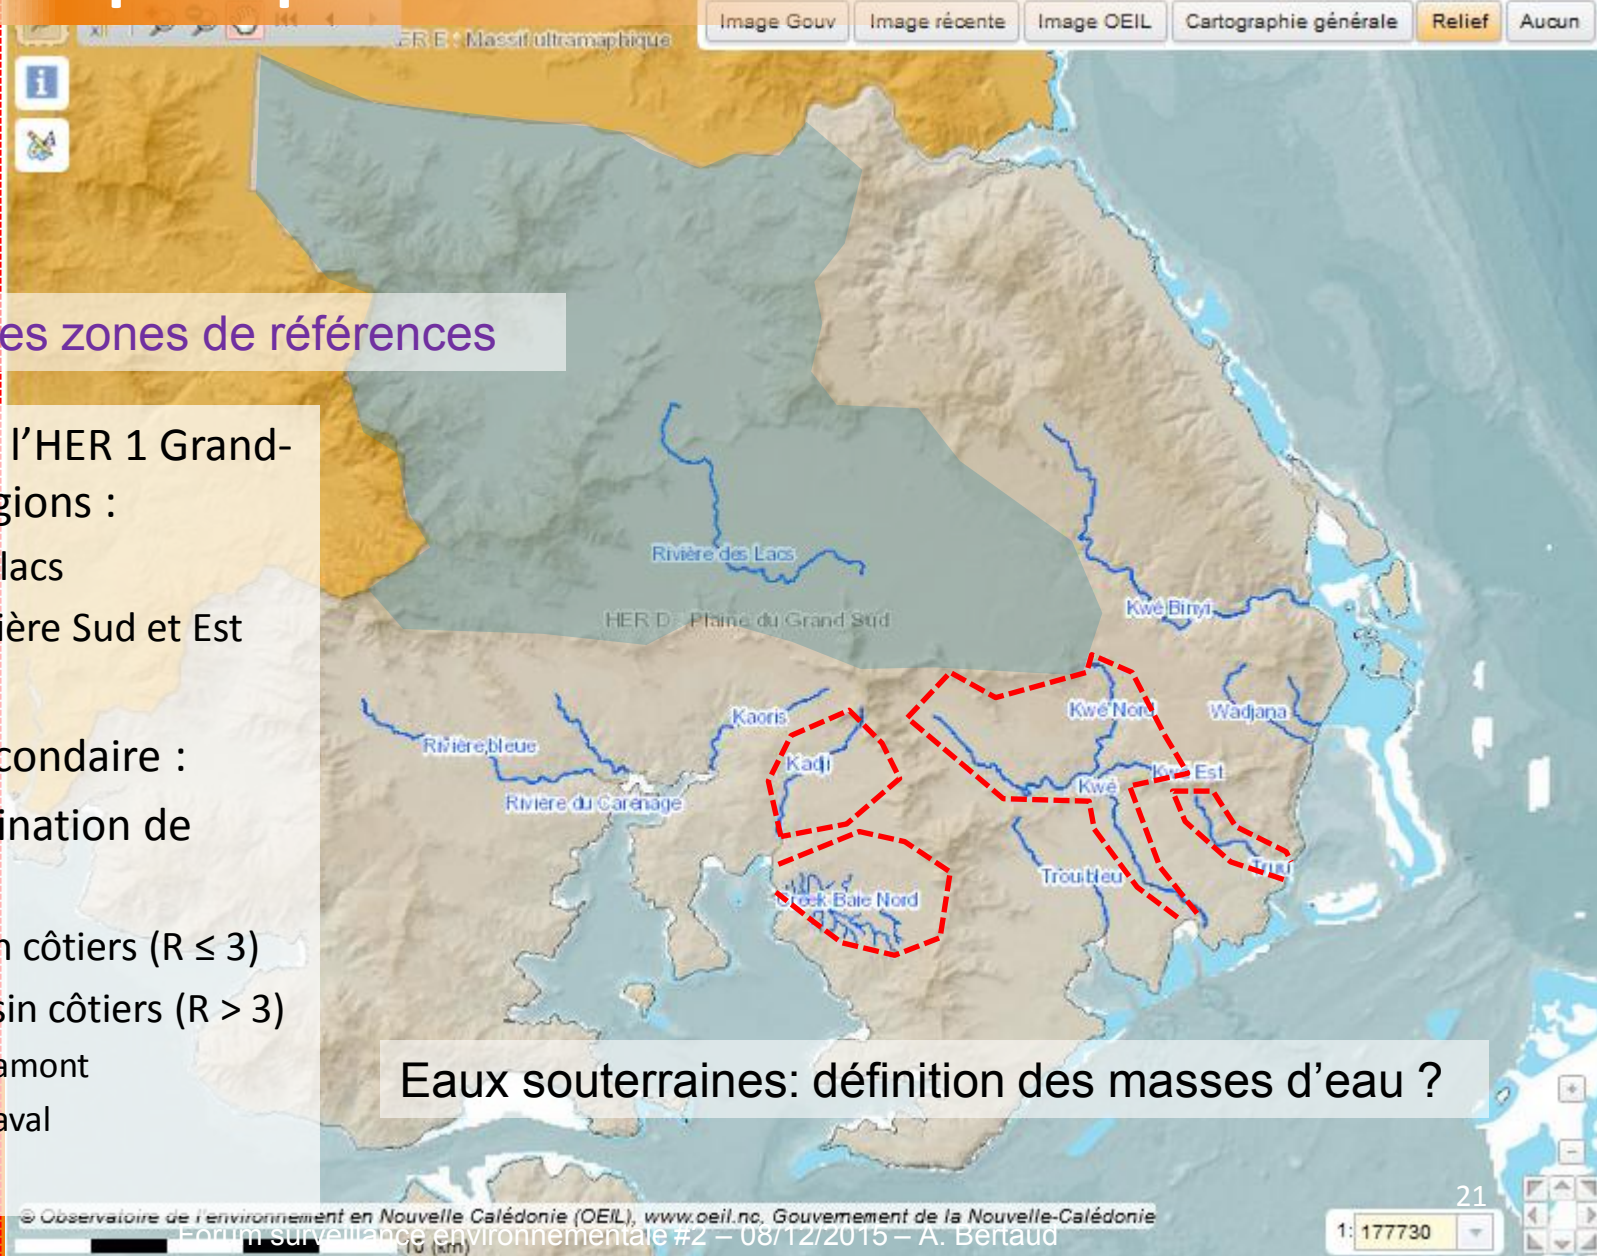 Image Gouv
Image récente
Image OEIL
Cartographie générale
Relief
Aucun
HER E : Massif ultramaphique
es zones de références
l’HER 1 Grand-
gions :
lacs
ière Sud et Est
condaire :
ination de
n côtiers (R ≤ 3)
sin côtiers (R > 3)
amont
aval
Rivière des Lacs
HER D : Plaine du Grand Sud
Kwé Binyi
Kwé Nord
Wadjana
Kaoris
Rivière bleue
Kadji
Kwé Est
Kwé
Rivière du Carénage
Trou bleu
Truu
Creek Baie Nord
Eaux souterraines: définition des masses d’eau ?
21
© Observatoire de l'environnement en Nouvelle Calédonie (OEIL), www.oeil.nc, Gouvernement de la Nouvelle-Calédonie
Forum surveillance environnementale #2 – 08/12/2015 – A. Bertaud
10 (km)
1: 177730